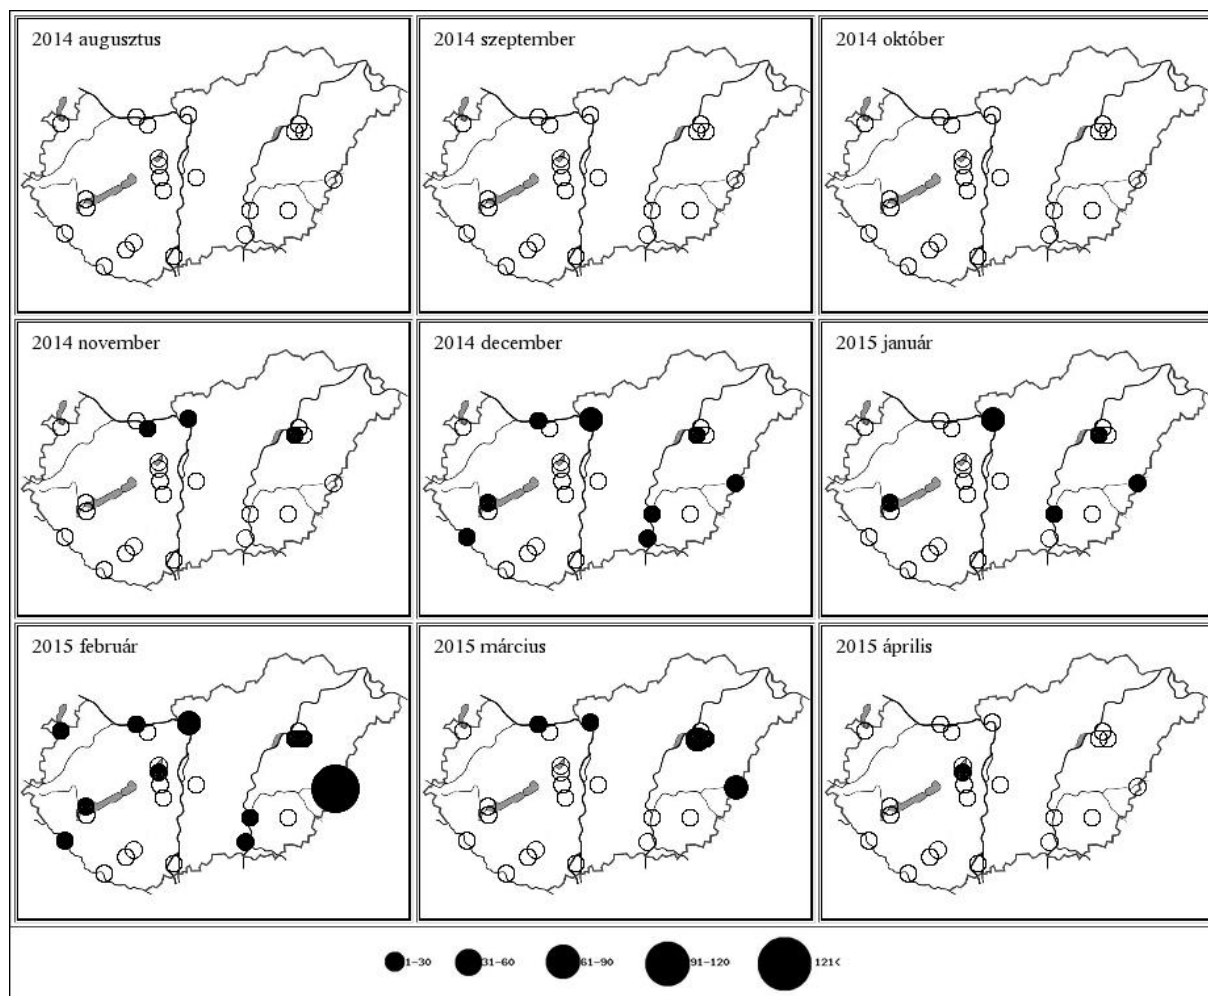 2014 augusztus
2014 szeptember
2014 október
2014 november
2014 december
2015 január
2015 február
2015 március
2015 április
1-30
31-60
61-90
91-120
121<